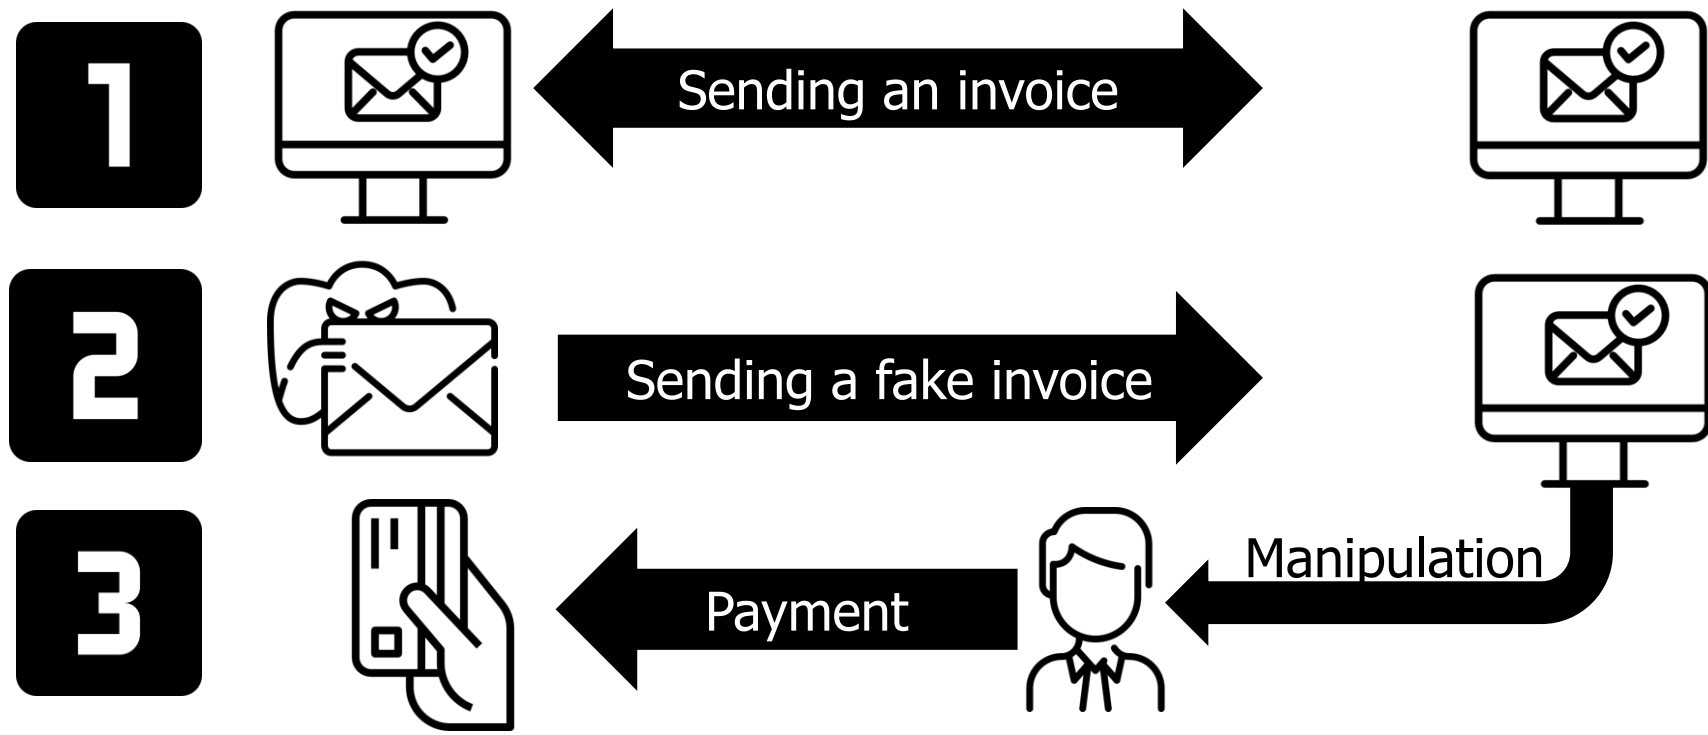 1
Sending an invoice
2
Sending a fake invoice
3
Payment
Manipulation